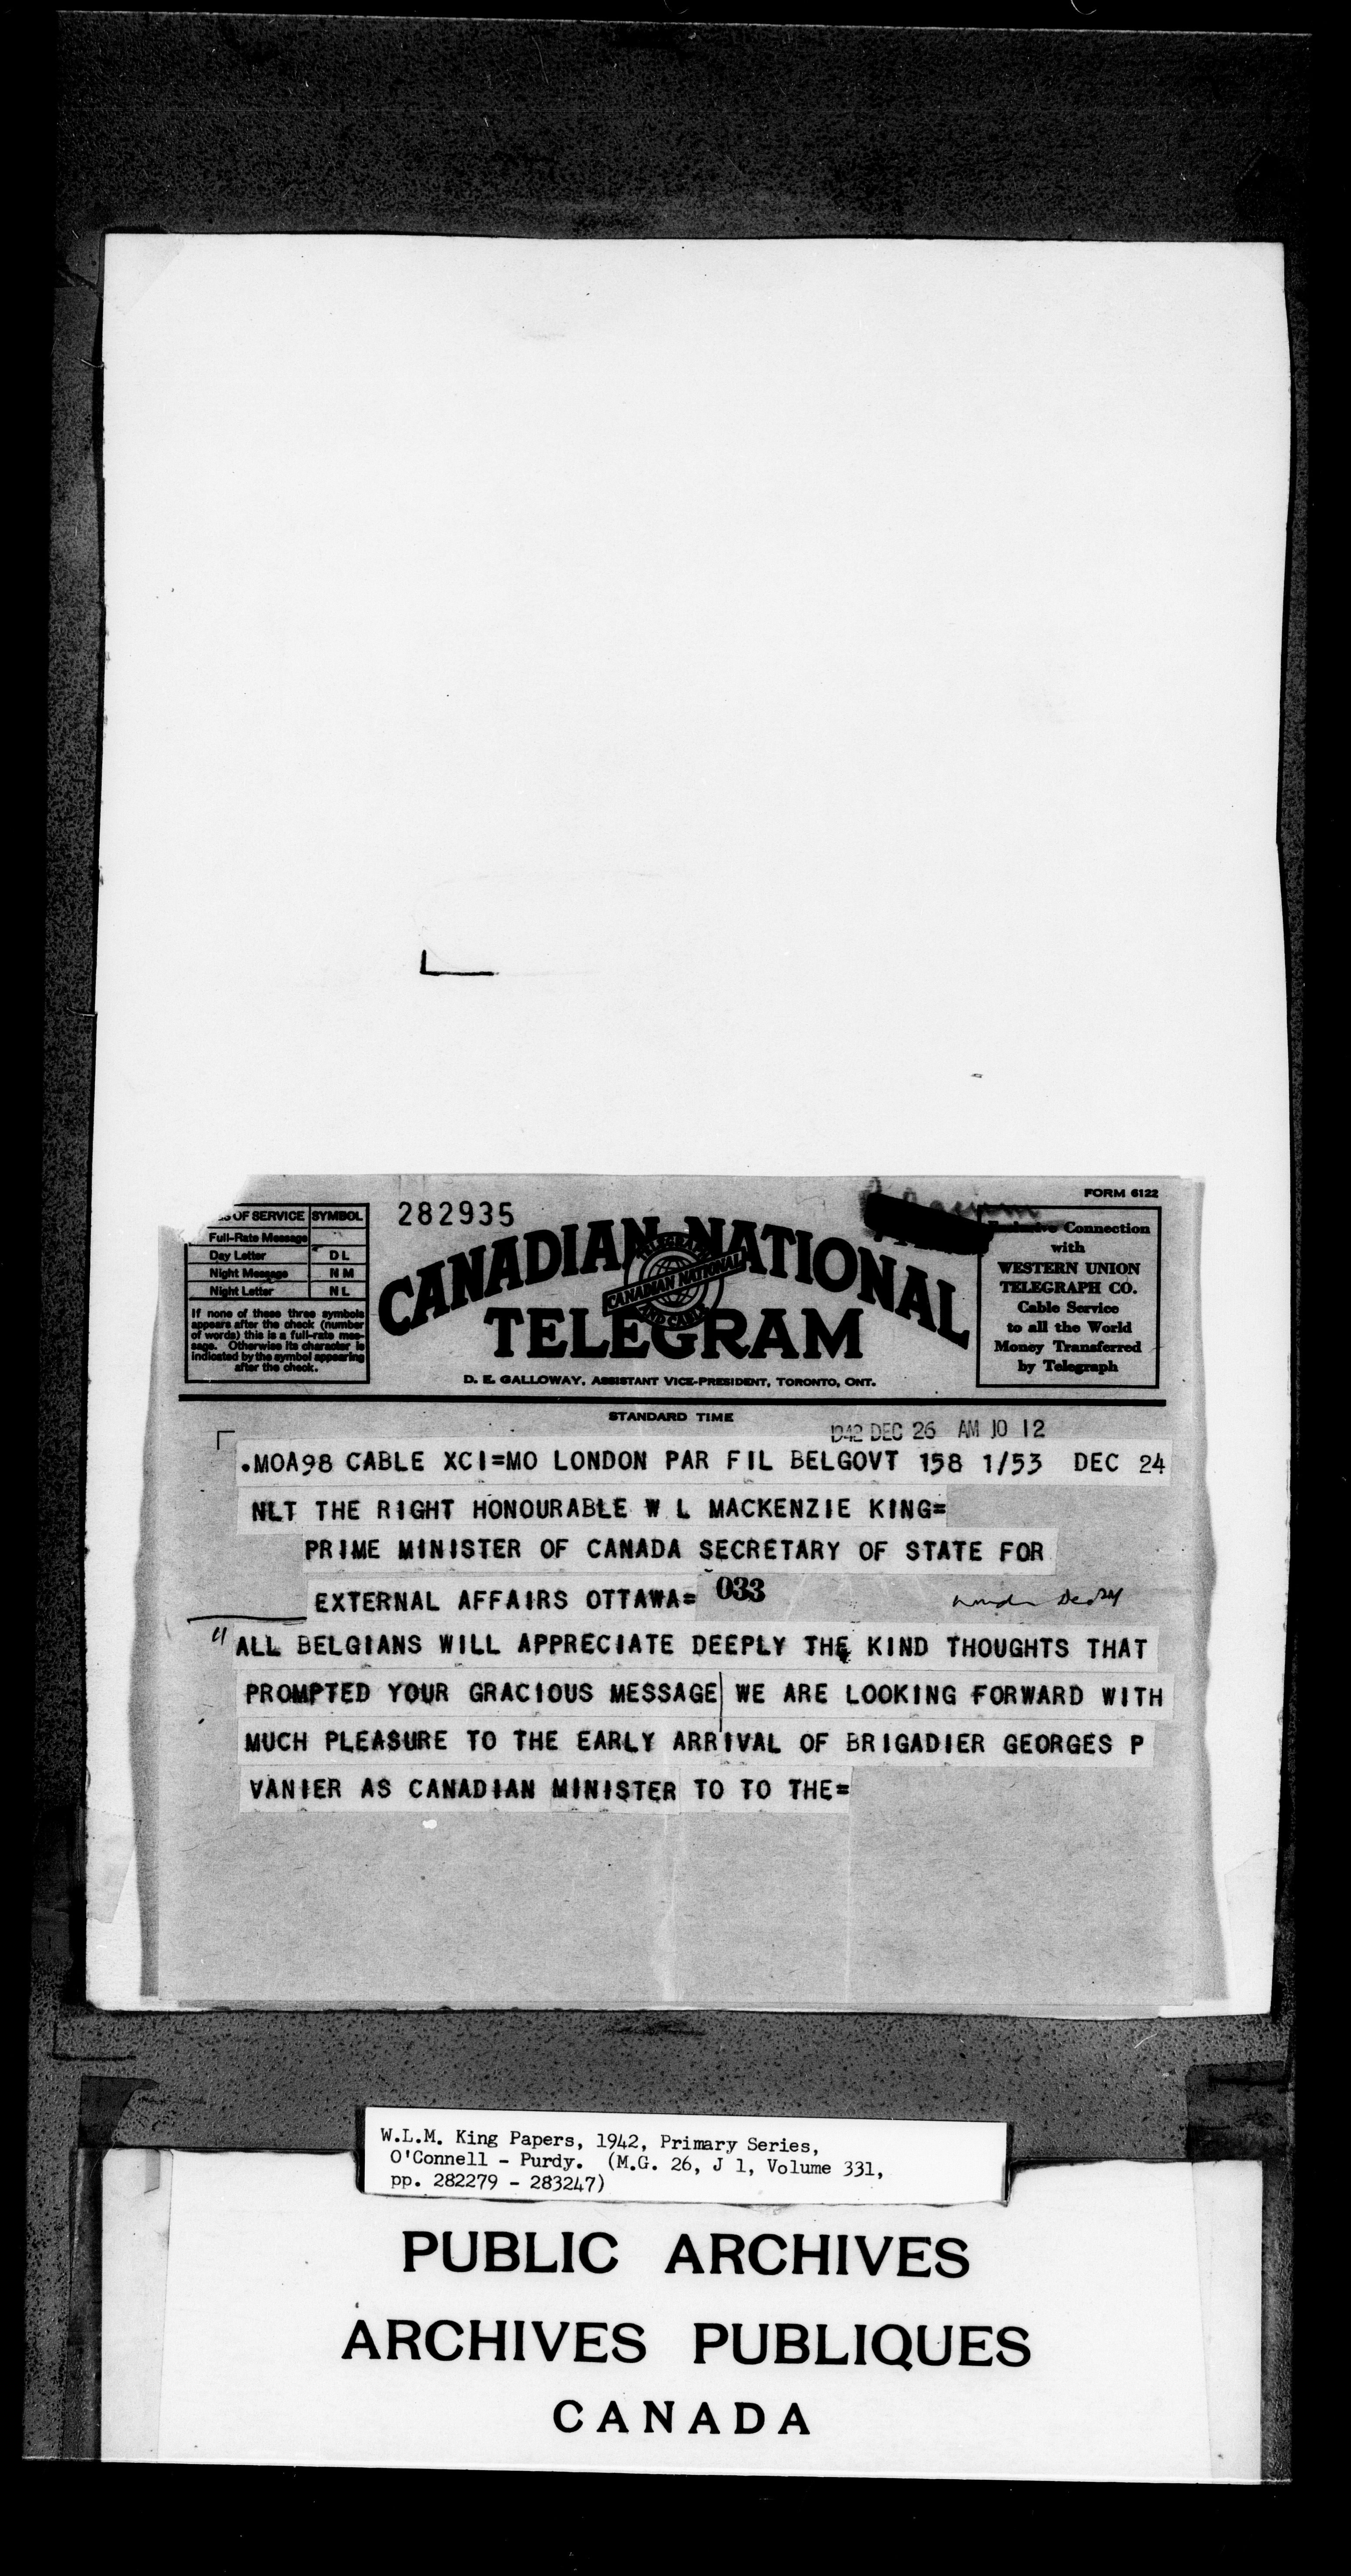 282935
FORM 6122
OF SERVICE SYMBOL
Full-Rate Message
Day Letter D L
Night Message N M
Night Letter N L
If none of these three symbols
appears after the check (number
of words) this is a full-rate mes-
sage. Otherwise its character is
indicated by the symbol appearing
after the check.
CANADIAN NATIONAL
TELEGRAM
CANADIAN NATIONAL
D. E. GALLOWAY, ASSISTANT VICE-PRESIDENT, TORONTO, ONT.
Connection
with
WESTERN UNION
TELEGRAPH CO.
Cable Service
to all the World
Money Transferred
by Telegraph
STANDARD TIME
1942 DEC 26 AM 10 12
.MOA98 CABLE XCI=MO LONDON PAR FIL BELGOVT 158 1/53 DEC 24
NLT THE RIGHT HONOURABLE W L MACKENZIE KING=
PRIME MINISTER OF CANADA SECRETARY OF STATE FOR
EXTERNAL AFFAIRS OTTAWA= 033
Dec 24
" ALL BELGIANS WILL APPRECIATE DEEPLY THE KIND THOUGHTS THAT
PROMPTED YOUR GRACIOUS MESSAGE WE ARE LOOKING FORWARD WITH
MUCH PLEASURE TO THE EARLY ARRIVAL OF BRIGADIER GEORGES P
VANIER AS CANADIAN MINISTER TO TO THE=
W.L.M. King Papers, 1942, Primary Series,
O'Connell - Purdy. (M.G. 26, J 1, Volume 331,
pp. 282279 - 283247)
PUBLIC ARCHIVES
ARCHIVES PUBLIQUES
CANADA